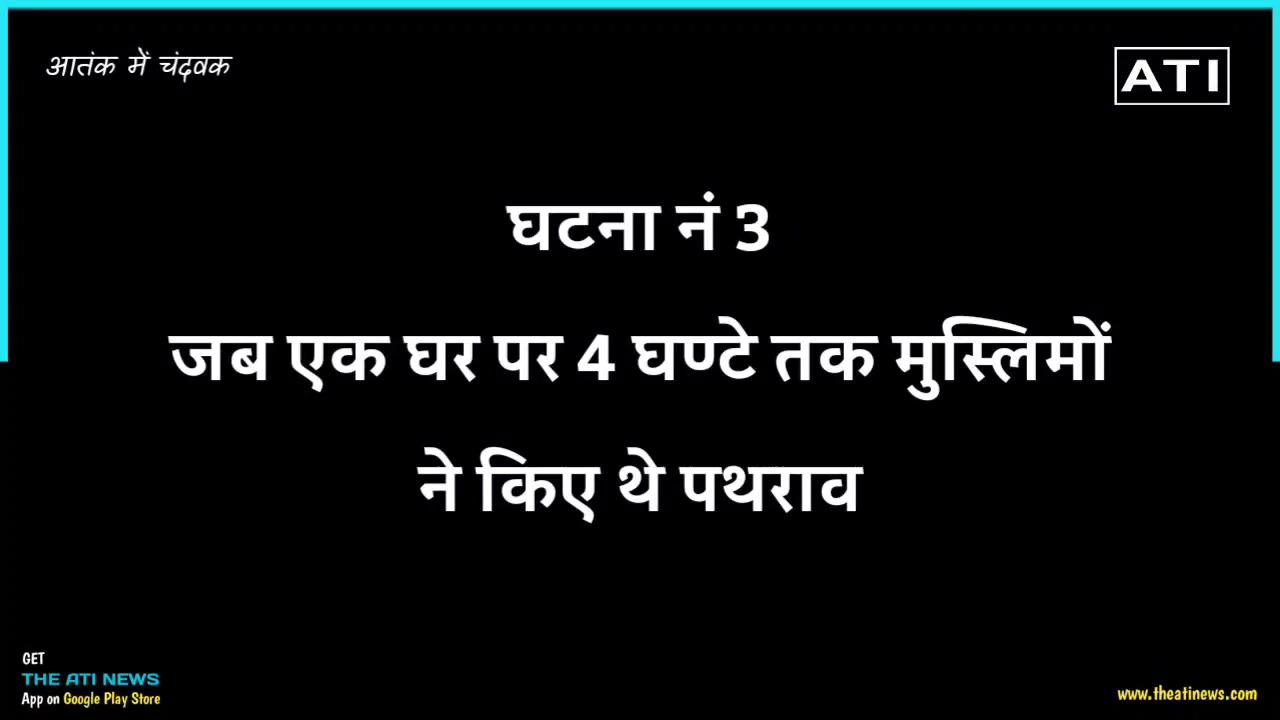 आतंक में चंदवक
ATI
घटना नं 3
जब एक घर पर 4 घण्टे तक मुस्लिमों
ने किए थे पथराव
GET
THE ATI NEWS
App on Google Play Store
www.theatinews.com